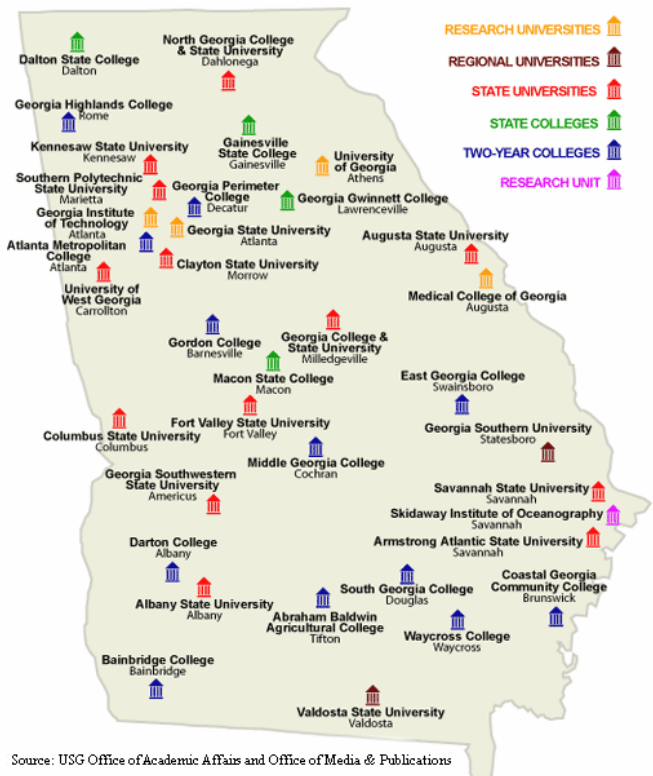 RESEARCH UNIVERSITIES
REGIONAL UNIVERSITIES
STATE UNIVERSITIES
STATE COLLEGES
TWO-YEAR COLLEGES
RESEARCH UNIT
North Georgia College
& State University
Dahlonega
Dalton State College
Dalton
Georgia Highlands College
Rome
Gainesville
State College
Gainesville
Kennesaw State University
Kennesaw
University
of Georgia
Athens
Southern Polytechnic
State University
Marietta
Georgia Perimeter
College
Decatur
Georgia Gwinnett College
Lawrenceville
Georgia Institute
of Technology
Atlanta
Georgia State University
Atlanta
Atlanta Metropolitan
College
Atlanta
Clayton State University
Morrow
Augusta State University
Augusta
University of
West Georgia
Carrollton
Medical College of Georgia
Augusta
Gordon College
Barnesville
Georgia College &
State University
Milledgeville
Macon State College
Macon
East Georgia College
Swainsboro
Fort Valley State University
Fort Valley
Columbus State University
Columbus
Georgia Southern University
Statesboro
Middle Georgia College
Cochran
Georgia Southwestern
State University
Americus
Savannah State University
Savannah
Skidaway Institute of Oceanography
Savannah
Armstrong Atlantic State University
Savannah
Darton College
Albany
Albany State University
Albany
South Georgia College
Douglas
Coastal Georgia
Community College
Brunswick
Abraham Baldwin
Agricultural College
Tifton
Waycross College
Waycross
Bainbridge College
Bainbridge
Valdosta State University
Valdosta
Source: USG Office of Academic Affairs and Office of Media & Publications